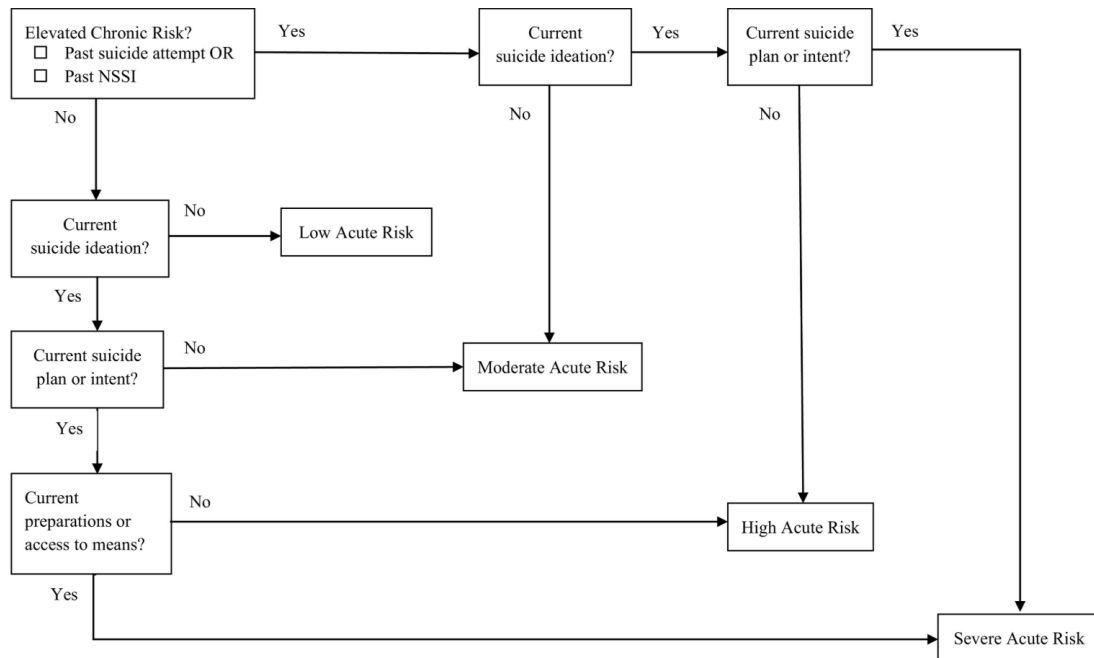 Elevated Chronic Risk?
☐ Past suicide attempt OR
☐ Past NSSI
Yes
Current
suicide ideation?
Yes
Current suicide
plan or intent?
Yes
No
No
No
Current
suicide ideation?
No
Low Acute Risk
Yes
Current suicide
plan or intent?
No
Moderate Acute Risk
Yes
Current
preparations or
access to means?
No
High Acute Risk
Yes
Severe Acute Risk